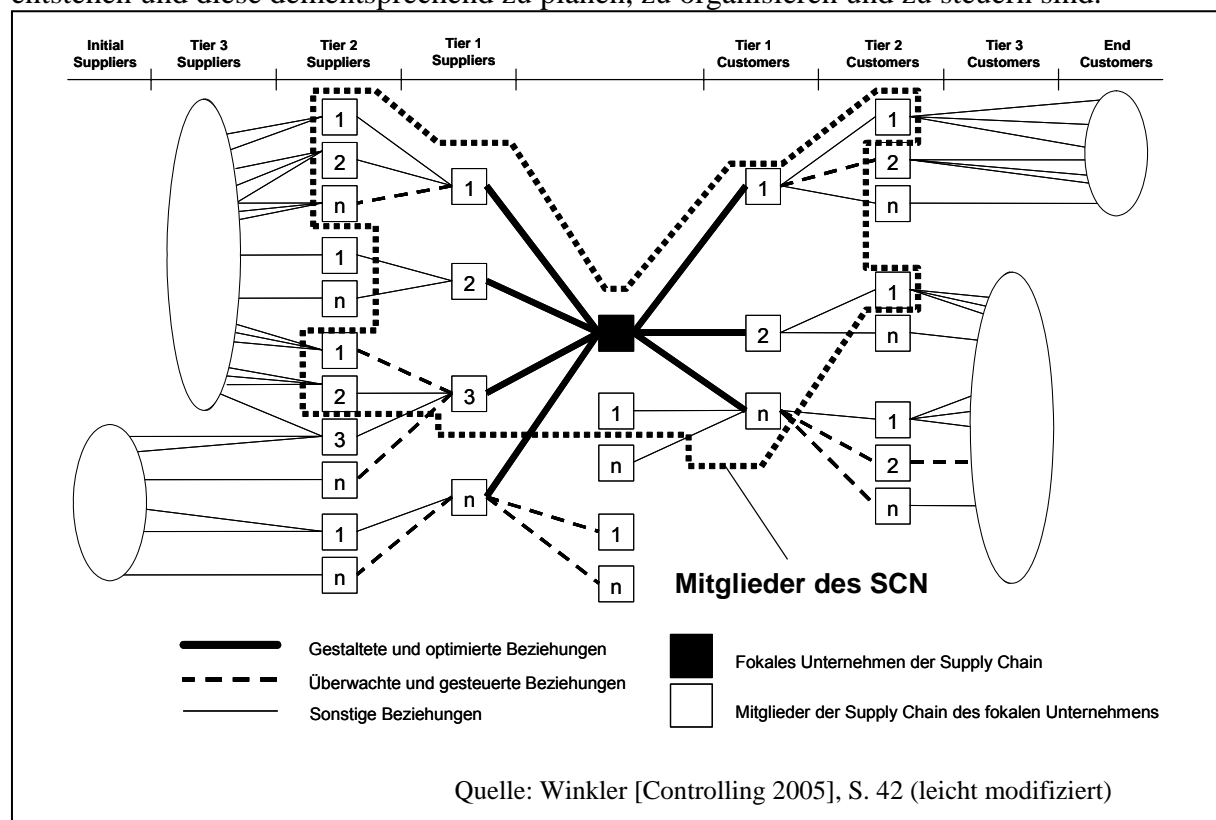 entstehen und diese dementsprechend zu planen, zu organisieren und zu steuern sind.
Initial Suppliers
Tier 3 Suppliers
Tier 2 Suppliers
Tier 1 Suppliers
Tier 1 Customers
Tier 2 Customers
Tier 3 Customers
End Customers
1
2
n
1
n
1
2
3
n
1
n
1
2
3
n
1
n
1
n
1
2
n
1
2
n
1
n
1
2
n
Mitglieder des SCN
Gestaltete und optimierte Beziehungen
Überwachte und gesteuerte Beziehungen
Sonstige Beziehungen
Fokales Unternehmen der Supply Chain
Mitglieder der Supply Chain des fokalen Unternehmens
Quelle: Winkler [Controlling 2005], S. 42 (leicht modifiziert)